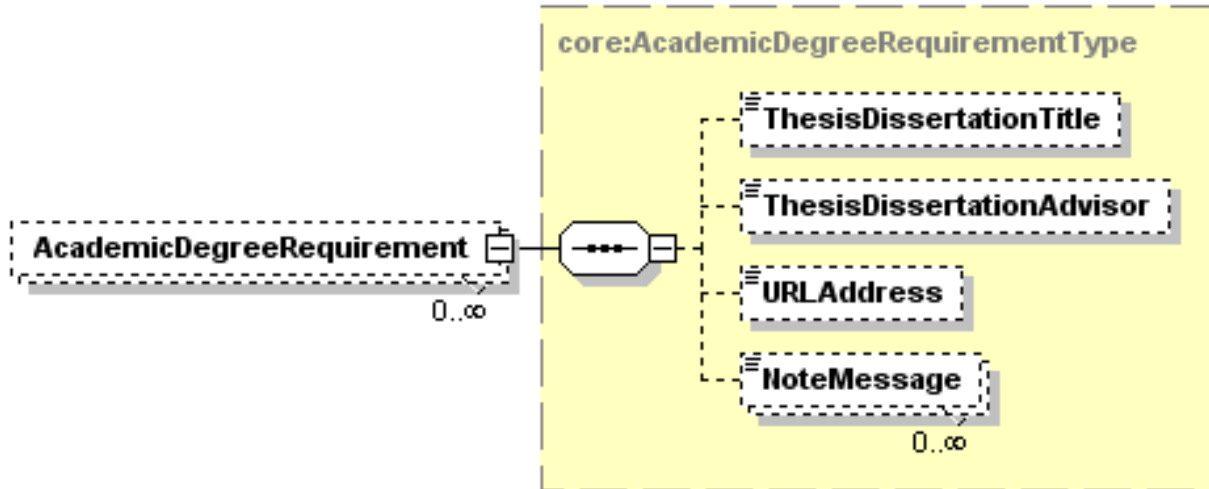 core:AcademicDegreeRequirementType
ThesisDissertationTitle
ThesisDissertationAdvisor
AcademicDegreeRequirement
0..∞
URLAddress
NoteMessage
0..∞